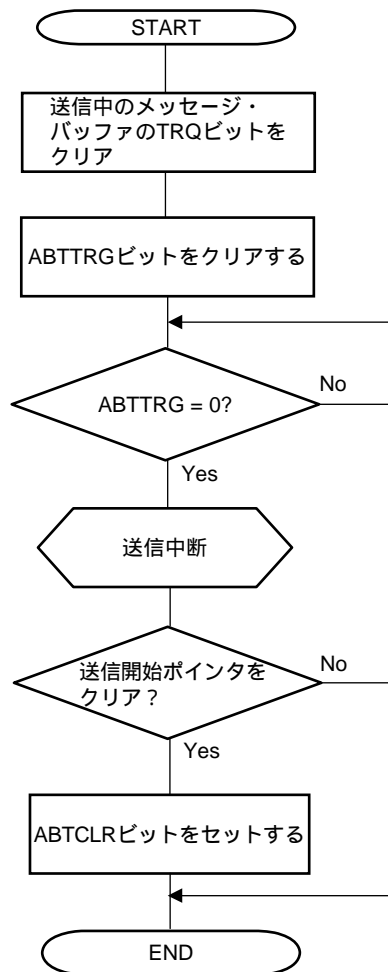 START
送信中のメッセージ・
バッファのTRQビットを
クリア
ABTTRGビットをクリアする
ABTTRG = 0?
No
Yes
送信中断
送信開始ポインタを
クリア？
No
Yes
ABTCLRビットをセットする
END